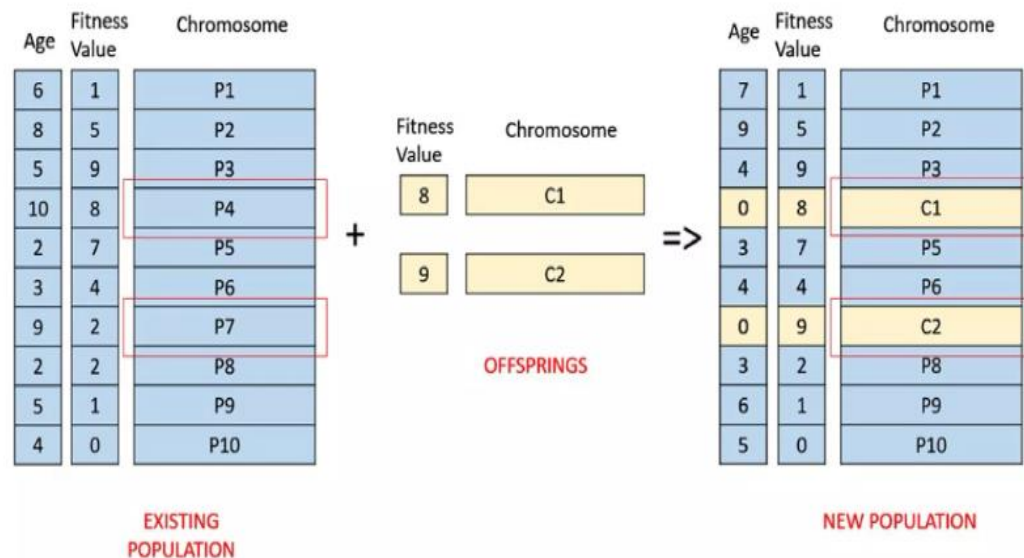 Age Fitness Value Chromosome
6 1 P1
8 5 P2
5 9 P3
10 8 P4
2 7 P5
3 4 P6
9 2 P7
2 2 P8
5 1 P9
4 0 P10
EXISTING
POPULATION
+
Fitness Value Chromosome
8 C1
9 C2
OFFSPRINGS
=>
Age Fitness Value Chromosome
7 1 P1
9 5 P2
4 9 P3
0 8 C1
3 7 P5
4 4 P6
0 9 C2
3 2 P8
6 1 P9
5 0 P10
NEW POPULATION